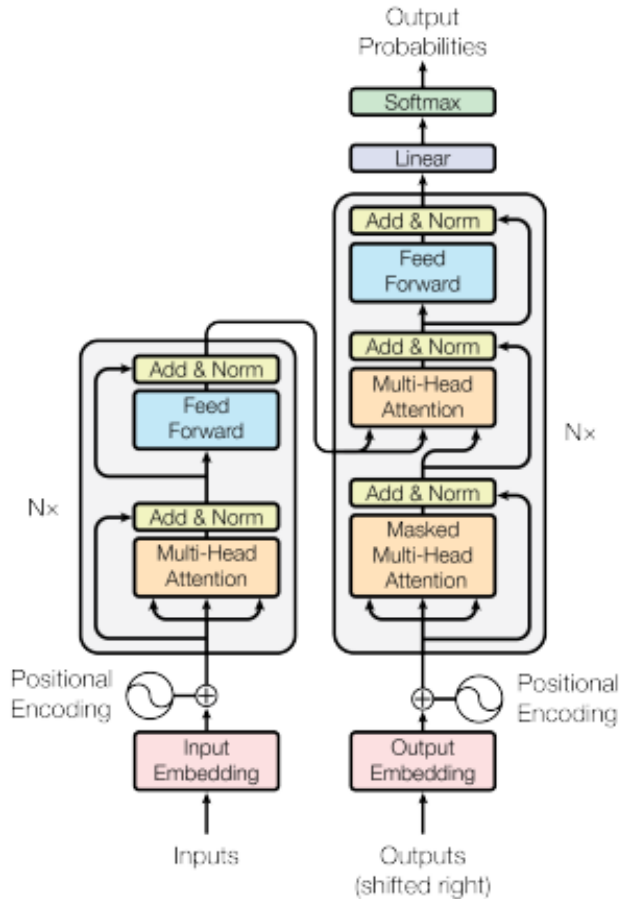 Output
Probabilities
Softmax
Linear
Add & Norm
Feed
Forward
Add & Norm
Multi-Head
Attention
Add & Norm
Masked
Multi-Head
Attention
Nx
Add & Norm
Feed
Forward
Add & Norm
Multi-Head
Attention
Nx
Positional
Encoding
Positional
Encoding
Input
Embedding
Output
Embedding
Inputs
Outputs
(shifted right)